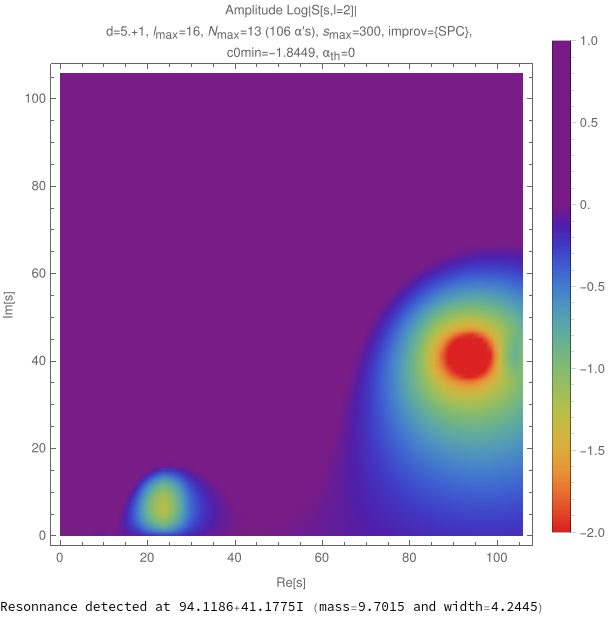 Amplitude Log|S[s,l=2]|
d=5.+1, lmax=16, Nmax=13 (106 α's), smax=300, improv={SPC},
c0min=−1.8449, αth=0
1.0
0.5
0.
−0.5
−1.0
−1.5
−2.0
100
80
60
40
20
0
Im[s]
0 20 40 60 80 100
Re[s]
Resonnance detected at 94.1186+41.1775I (mass=9.7015 and width=4.2445)